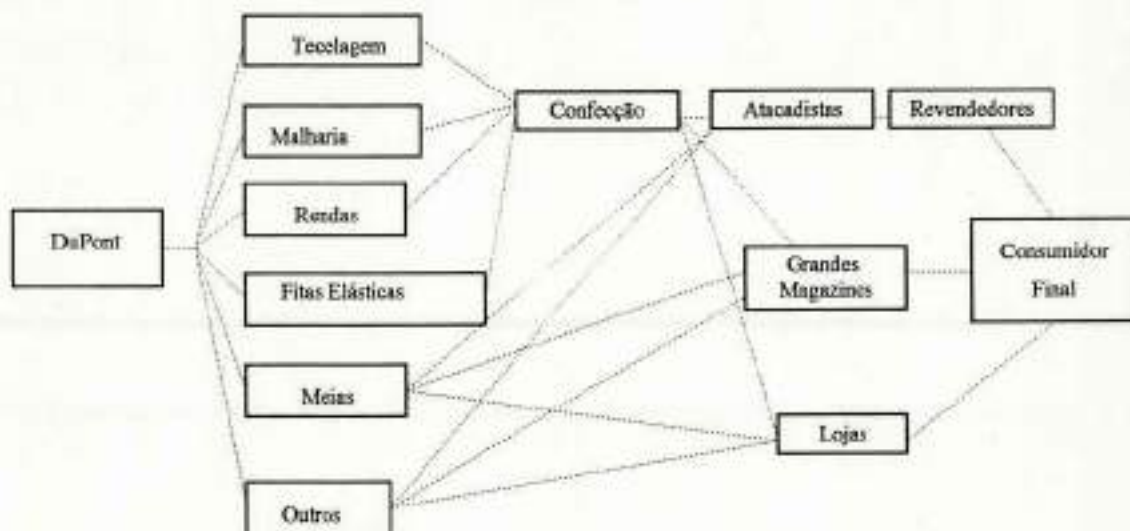 Tecelagem
Malharia
Rendas
Fitas Elásticas
Meias
Outros
DuPont
Confecção
Atacadistas
Revendedores
Grandes
Magazines
Lojas
Consumidor
Final